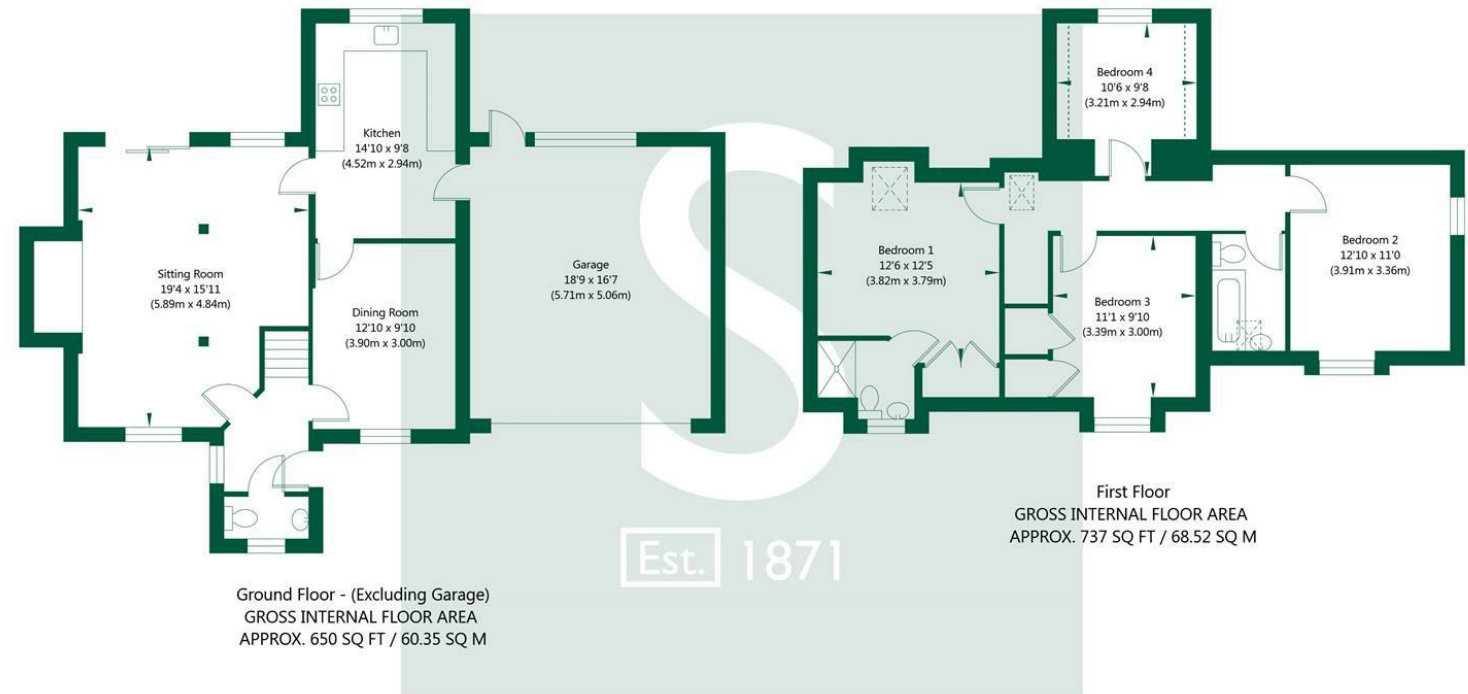 Kitchen
14'10 x 9'8
(4.52m x 2.94m)
Sitting Room
19'4 x 15'11
(5.89m x 4.84m)
Dining Room
12'10 x 9'10
(3.90m x 3.00m)
Garage
18'9 x 16'7
(5.71m x 5.06m)
Ground Floor - (Excluding Garage)
GROSS INTERNAL FLOOR AREA
APPROX. 650 SQ FT / 60.35 SQ M
S
Est. 1871
Bedroom 4
10'6 x 9'8
(3.21m x 2.94m)
Bedroom 1
12'6 x 12'5
(3.82m x 3.79m)
Bedroom 3
11'1 x 9'10
(3.39m x 3.00m)
Bedroom 2
12'10 x 11'0
(3.91m x 3.36m)
First Floor
GROSS INTERNAL FLOOR AREA
APPROX. 737 SQ FT / 68.52 SQ M